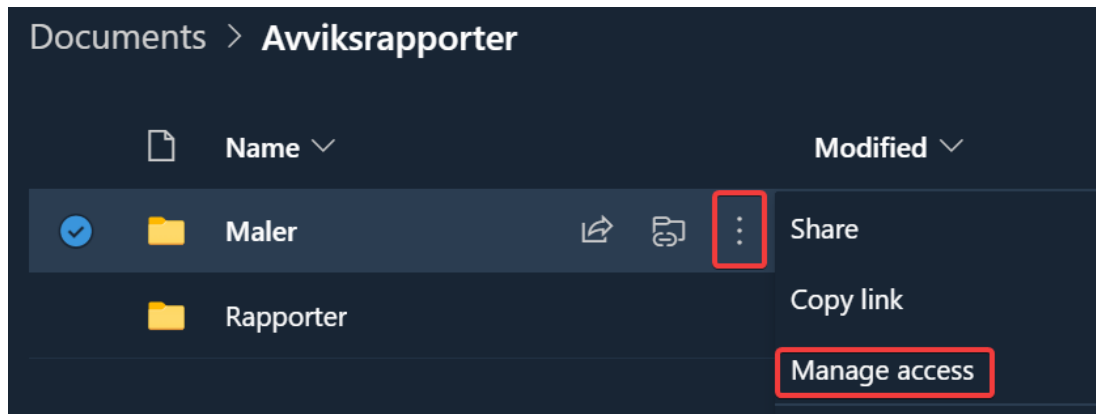 Documents > Avviksrapporter
Name Modified
Maler
Share
Copy link
Rapporter
Manage access